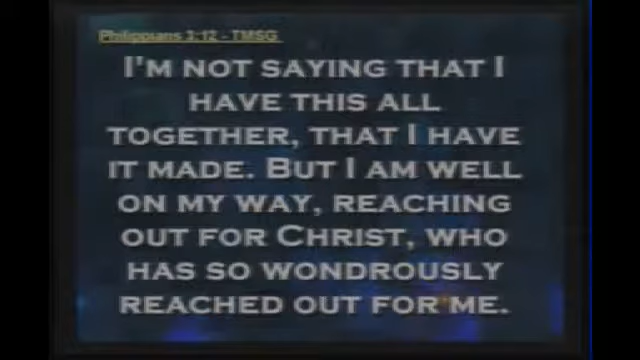 Philippians 3:12 - TMSG
I'M NOT SAYING THAT I
HAVE THIS ALL
TOGETHER, THAT I HAVE
IT MADE. BUT I AM WELL
ON MY WAY, REACHING
OUT FOR CHRIST, WHO
HAS SO WONDROUSLY
REACHED OUT FOR ME.